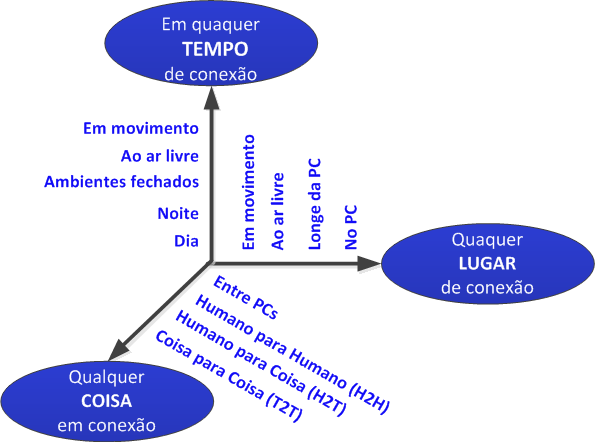 Em quaquer
TEMPO
de conexão
Em movimento
Ao ar livre
Ambientes fechados
Noite
Dia
Em movimento
Ao ar livre
Longe da PC
No PC
Quaquer
LUGAR
de conexão
Entre PCs
Humano para Humano (H2H)
Humano para Coisa (H2T)
Coisa para Coisa (T2T)
Qualquer
COISA
em conexão